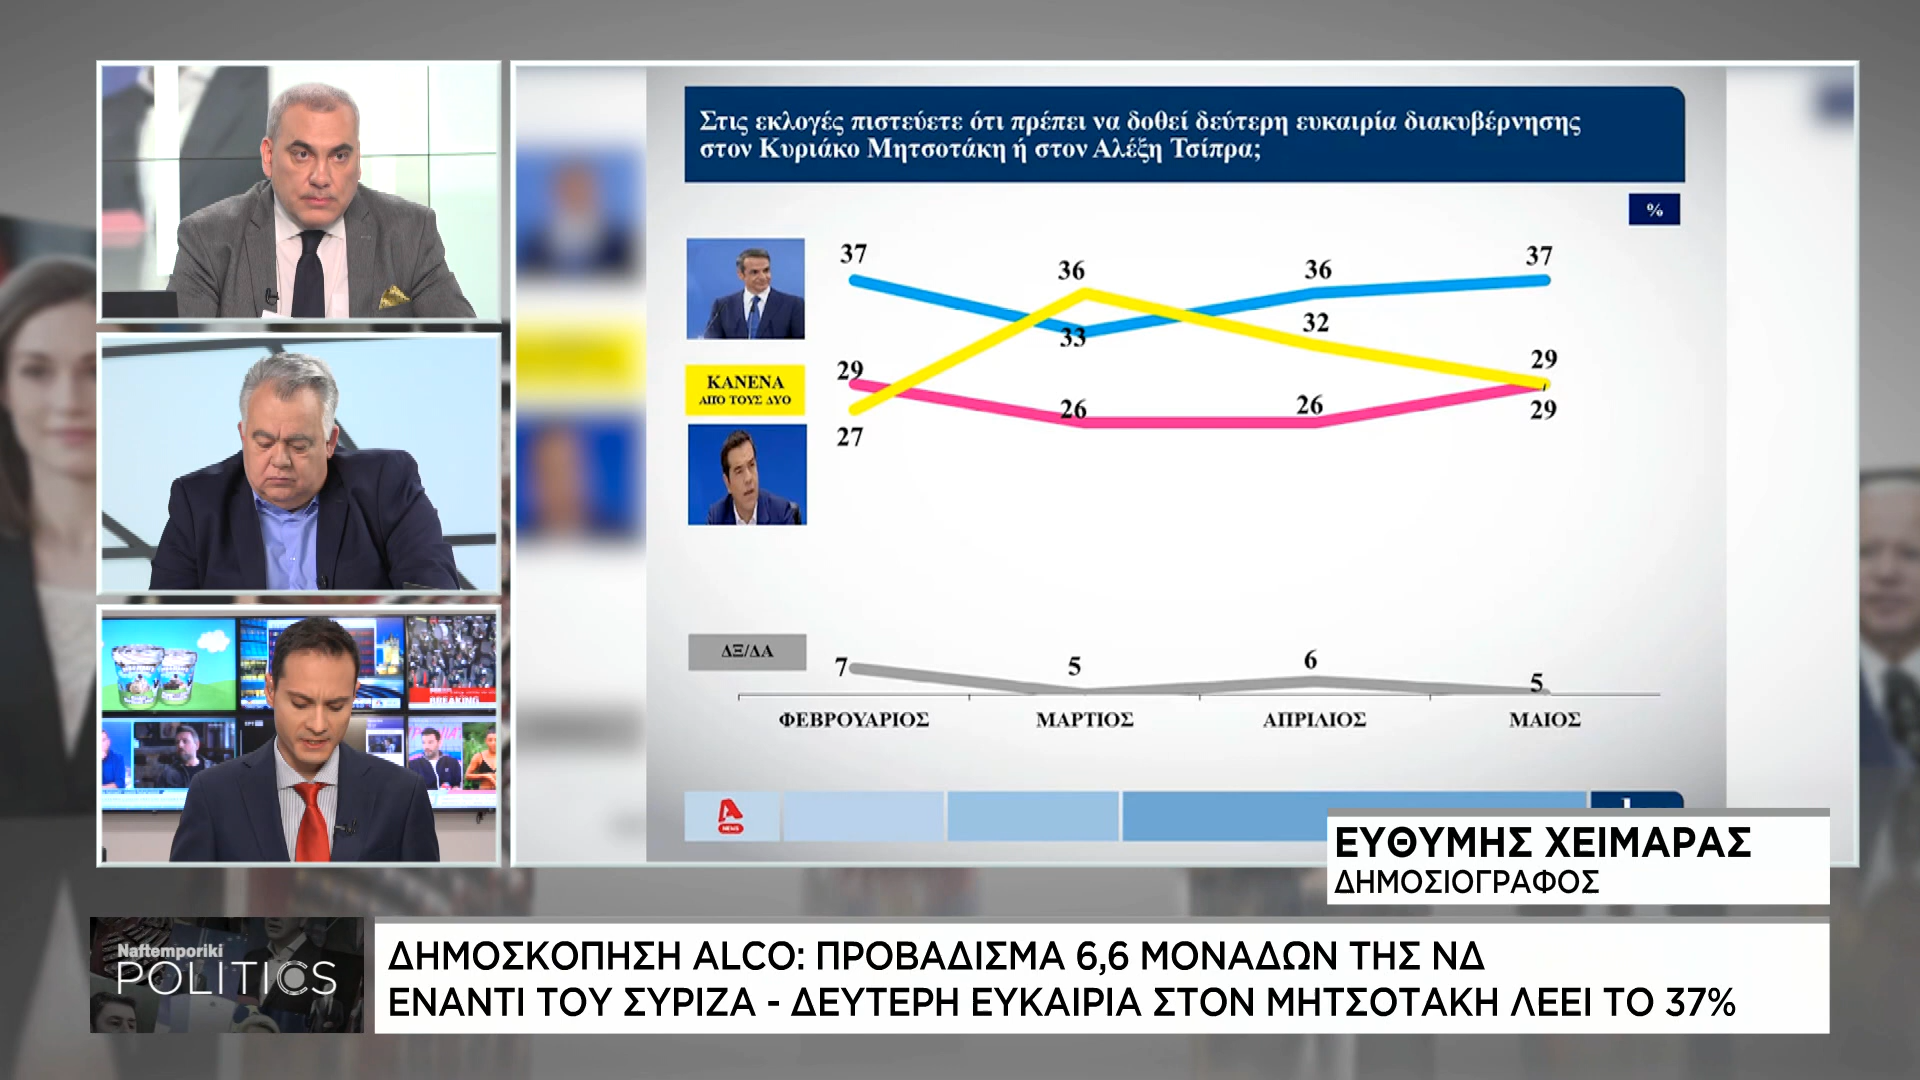 Στις εκλογές πιστεύετε ότι πρέπει να δοθεί δεύτερη ευκαιρία διακυβέρνησης
στον Κυριάκο Μητσοτάκη ή στον Αλέξη Τσίπρα;
%
37
36
36
37
33
32
29
29
ΚΑΝΕΝΑ
ΑΠΟ ΤΟΥΣ ΔΥΟ
26
26
29
27
ΔΞ/ΔΑ
7
5
6
5
ΦΕΒΡΟΥΑΡΙΟΣ
ΜΑΡΤΙΟΣ
ΑΠΡΙΛΙΟΣ
ΜΑΙΟΣ
BREAKING
NEWS
ΕΥΘΥΜΗΣ ΧΕΙΜΑΡΑΣ
ΔΗΜΟΣΙΟΓΡΑΦΟΣ
Naftemporiki
POLITICS
ΔΗΜΟΣΚΟΠΗΣΗ ALCO: ΠΡΟΒΑΔΙΣΜΑ 6,6 ΜΟΝΑΔΩΝ ΤΗΣ ΝΔ
ΕΝΑΝΤΙ ΤΟΥ ΣΥΡΙΖΑ - ΔΕΥΤΕΡΗ ΕΥΚΑΙΡΙΑ ΣΤΟΝ ΜΗΤΣΟΤΑΚΗ ΛΕΕΙ ΤΟ 37%